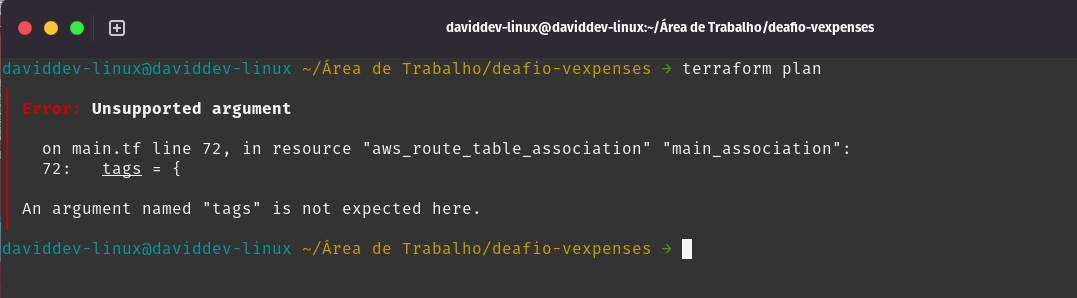 daviddev-linux@daviddev-linux:~/Área de Trabalho/deafio-vexpenses
daviddev-linux@daviddev-linux ~/Área de Trabalho/deafio-vexpenses → terraform plan
Error: Unsupported argument
on main.tf line 72, in resource "aws_route_table_association" "main_association":
72: tags = {
An argument named "tags" is not expected here.
daviddev-linux@daviddev-linux ~/Área de Trabalho/deafio-vexpenses →